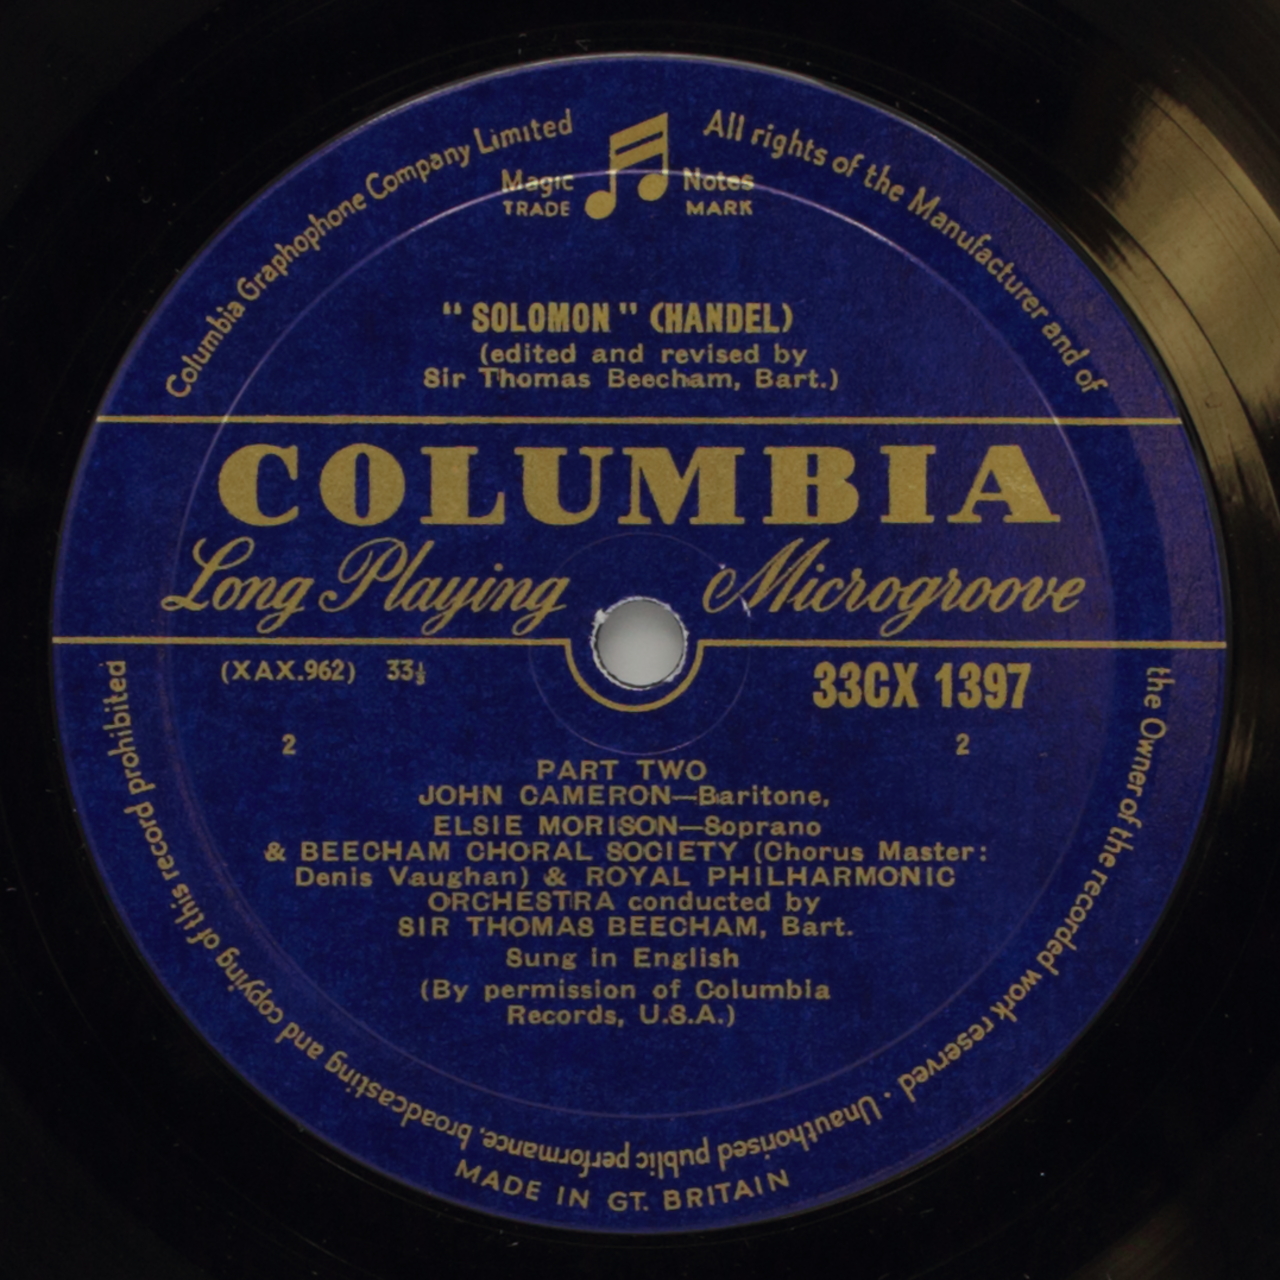 Columbia Graphophone Company Limited
All rights of the Manufacturer and of
the Owner of the recorded work reserved · Unauthorised public performance, broadcasting and copying of this record prohibited
Magic Notes
TRADE MARK
“ SOLOMON ” (HANDEL)
(edited and revised by
Sir Thomas Beecham, Bart.)
COLUMBIA
Long Playing Microgroove
(XAX.962) 33⅓ 33CX 1397
2 2
PART TWO
JOHN CAMERON—Baritone,
ELSIE MORISON—Soprano
& BEECHAM CHORAL SOCIETY (Chorus Master:
Denis Vaughan) & ROYAL PHILHARMONIC
ORCHESTRA conducted by
SIR THOMAS BEECHAM, Bart.
Sung in English
(By permission of Columbia
Records, U.S.A.)
MADE IN GT. BRITAIN